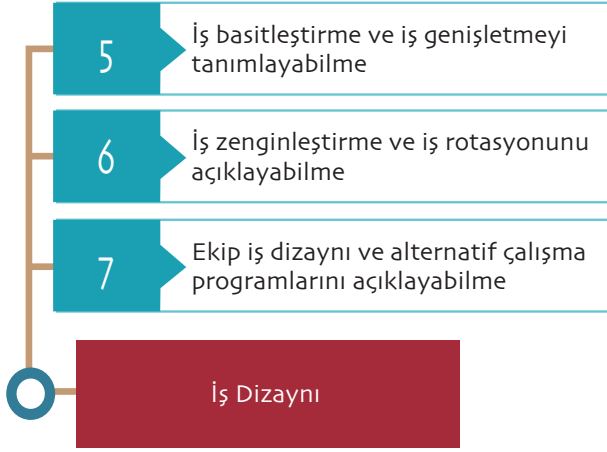 5
İş basitleştirme ve iş genişletmeyi
tanımlayabilme
6
İş zenginleştirme ve iş rotasyonunu
açıklayabilme
7
Ekip iş dizaynı ve alternatif çalışma
programlarını açıklayabilme
İş Dizaynı